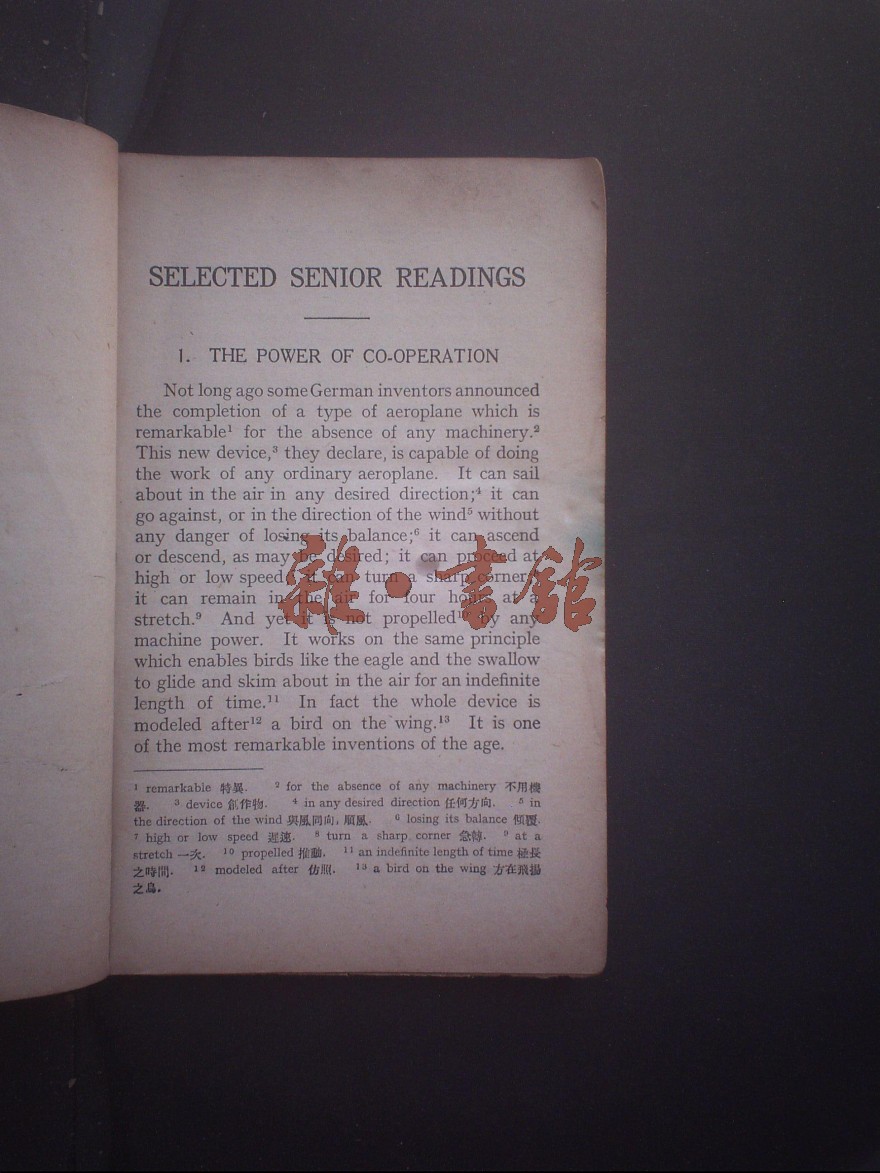 SELECTED SENIOR READINGS
1. THE POWER OF CO-OPERATION
Not long ago some German inventors announced
the completion of a type of aeroplane which is
remarkable¹ for the absence of any machinery.²
This new device,³ they declare, is capable of doing
the work of any ordinary aeroplane. It can sail
about in the air in any desired direction;⁴ it can
go against, or in the direction of the wind⁵ without
any danger of losing its balance;⁶ it can ascend
or descend, as may be desired; it can proceed at
high or low speed⁷; it can turn a sharp corner⁸
it can remain in the air for four hours at a
stretch.⁹ And yet it is not propelled¹⁰ by any
machine power. It works on the same principle
which enables birds like the eagle and the swallow
to glide and skim about in the air for an indefinite
length of time.¹¹ In fact the whole device is
modeled after¹² a bird on the wing.¹³ It is one
of the most remarkable inventions of the age.
¹ remarkable 特異. ² for the absence of any machinery 不用機
器. ³ device 創作物. ⁴ in any desired direction 任何方向. ⁵ in
the direction of the wind 與風同向, 順風. ⁶ losing its balance 傾覆.
⁷ high or low speed 遲速. ⁸ turn a sharp corner 急轉. ⁹ at a
stretch 一次. ¹⁰ propelled 推動. ¹¹ an indefinite length of time 極長
之時間. ¹² modeled after 仿照. ¹³ a bird on the wing 方在飛揚
之鳥.
雜·書館